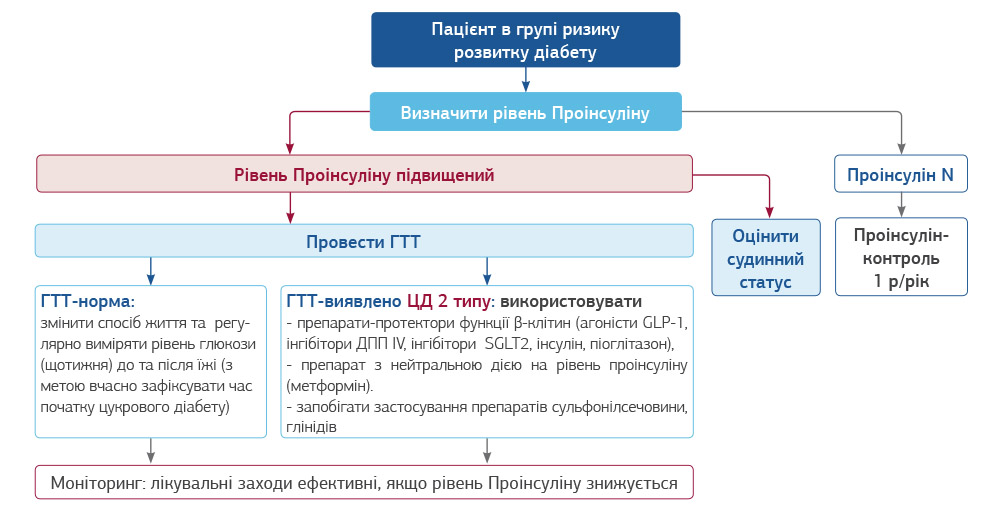 Пацієнт в групі ризику
розвитку діабету
Визначити рівень Проінсуліну
Рівень Проінсуліну підвищений
Проінсулін N
Провести ГТТ
Оцінити
судинний
статус
Проінсулін-
контроль
1 р/рік
ГТТ-норма:
змінити спосіб життя та регу-
лярно виміряти рівень глюкози
(щотижня) до та після їжі (з
метою вчасно зафіксувати час
початку цукрового діабету)
ГТТ-виявлено ЦД 2 типу: використовувати
- препарати-протектори функції β-клітин (агоністи GLP-1,
інгібітори ДПП IV, інгібітори SGLT2, інсулін, піоглітазон),
- препарат з нейтральною дією на рівень проінсуліну
(метформін).
- запобігати застосування препаратів сульфонілсечовини,
глінідів
Моніторинг: лікувальні заходи ефективні, якщо рівень Проінсуліну знижується